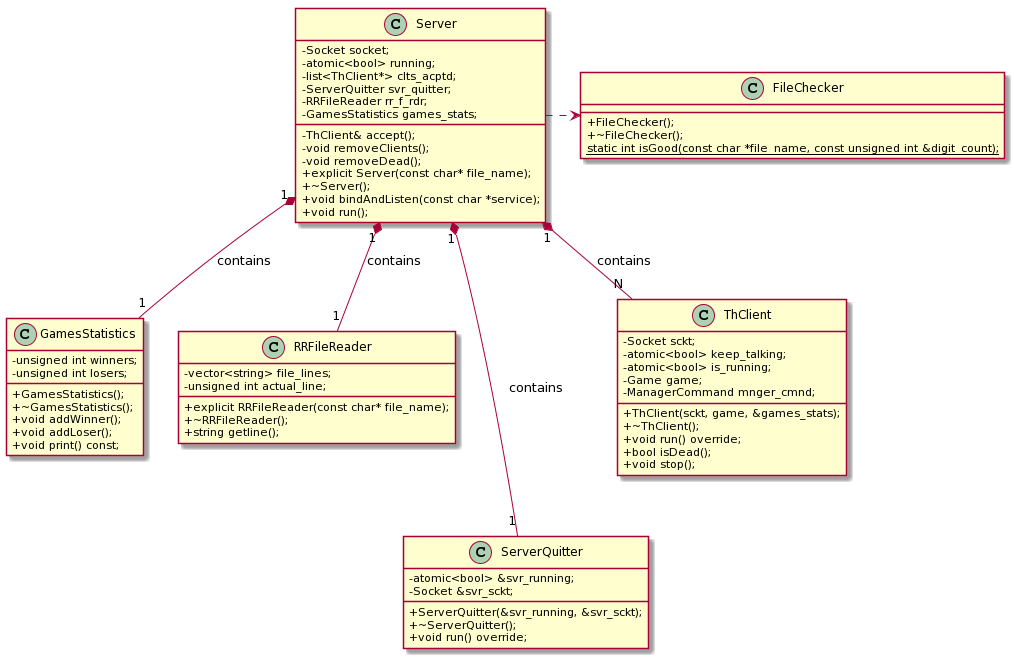 C Server
-Socket socket;
-atomic<bool> running;
-list<ThClient*> clts_acptd;
-ServerQuitter svr_quitter;
-RRFileReader rr_f_rdr;
-GamesStatistics games_stats;
-ThClient& accept();
-void removeClients();
-void removeDead();
+explicit Server(const char* file_name);
+~Server();
+void bindAndListen(const char *service);
+void run();
C FileChecker
+FileChecker();
+~FileChecker();
static int isGood(const char *file_name, const unsigned int &digit_count);
1
1
1
1
contains
contains
contains
contains
1
1
N
1
C GamesStatistics
-unsigned int winners;
-unsigned int losers;
+GamesStatistics();
+~GamesStatistics();
+void addWinner();
+void addLoser();
+void print() const;
C RRFileReader
-vector<string> file_lines;
-unsigned int actual_line;
+explicit RRFileReader(const char* file_name);
+~RRFileReader();
+string getline();
C ThClient
-Socket sckt;
-atomic<bool> keep_talking;
-atomic<bool> is_running;
-Game game;
-ManagerCommand mnger_cmnd;
+ThClient(sckt, game, &games_stats);
+~ThClient();
+void run() override;
+bool isDead();
+void stop();
C ServerQuitter
-atomic<bool> &svr_running;
-Socket &svr_sckt;
+ServerQuitter(&svr_running, &svr_sckt);
+~ServerQuitter();
+void run() override;